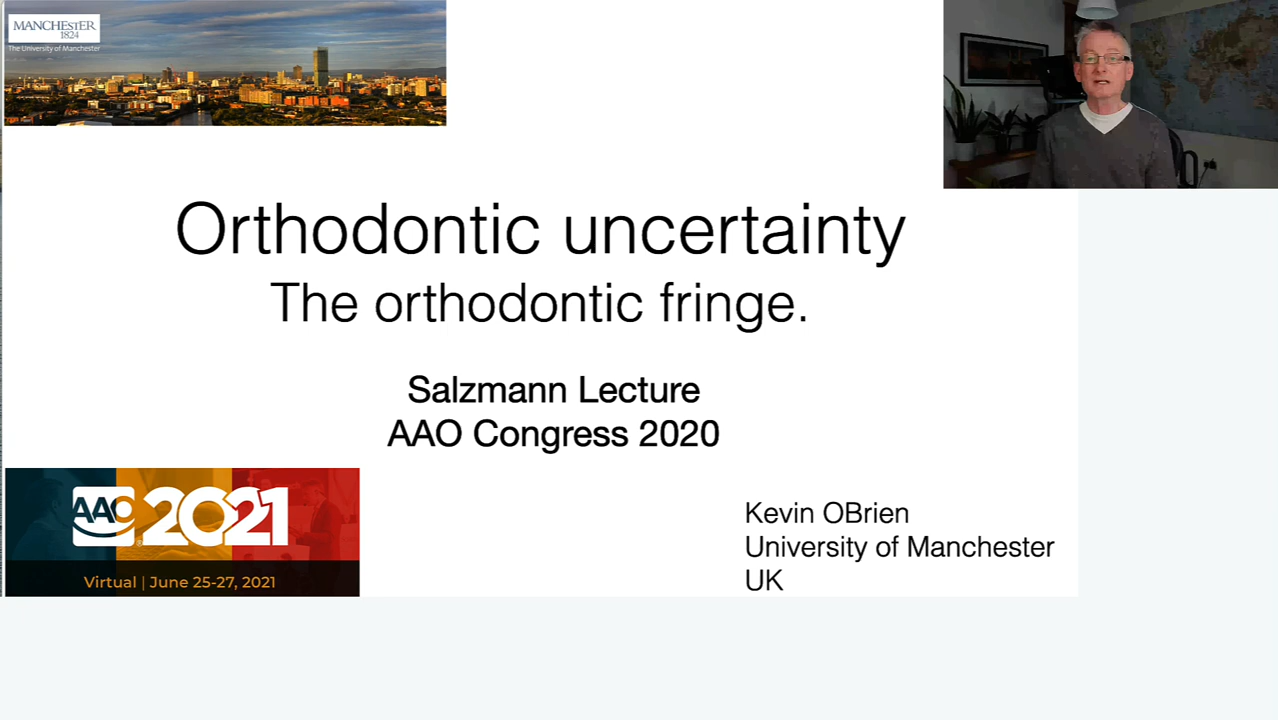 MANCHESTER
1824
The University of Manchester
Orthodontic uncertainty
The orthodontic fringe.
Salzmann Lecture
AAO Congress 2020
AAO 2021
Virtual | June 25-27, 2021
Kevin OBrien
University of Manchester
UK